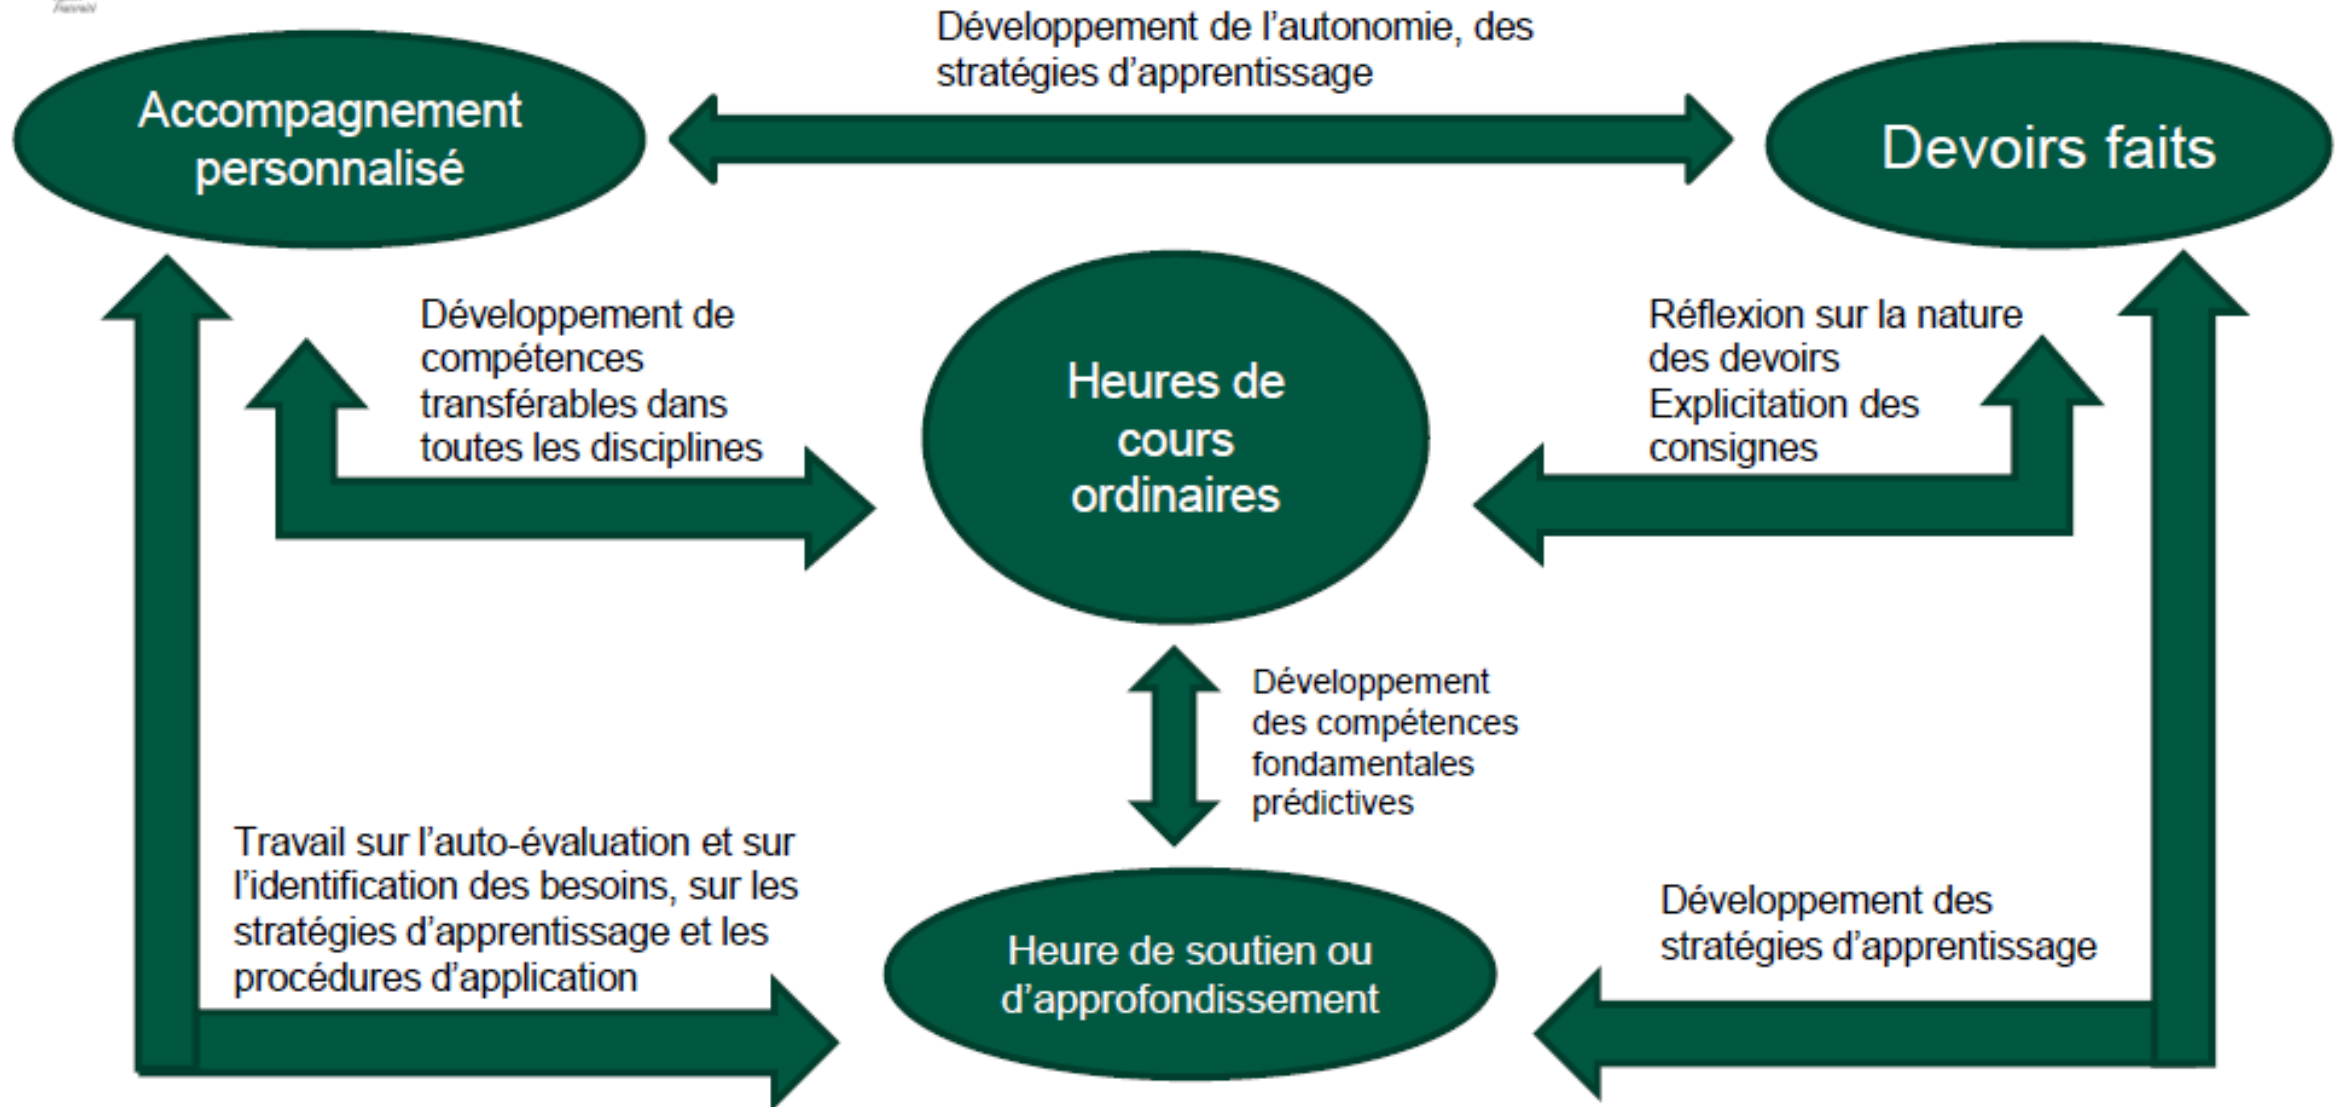 Développement de l’autonomie, des
stratégies d’apprentissage
Accompagnement
personnalisé
Devoirs faits
Développement de
compétences
transférables dans
toutes les disciplines
Heures de
cours
ordinaires
Réflexion sur la nature
des devoirs
Explicitation des
consignes
Développement
des compétences
fondamentales
prédictives
Travail sur l’auto-évaluation et sur
l’identification des besoins, sur les
stratégies d’apprentissage et les
procédures d’application
Heure de soutien ou
d’approfondissement
Développement des
stratégies d’apprentissage